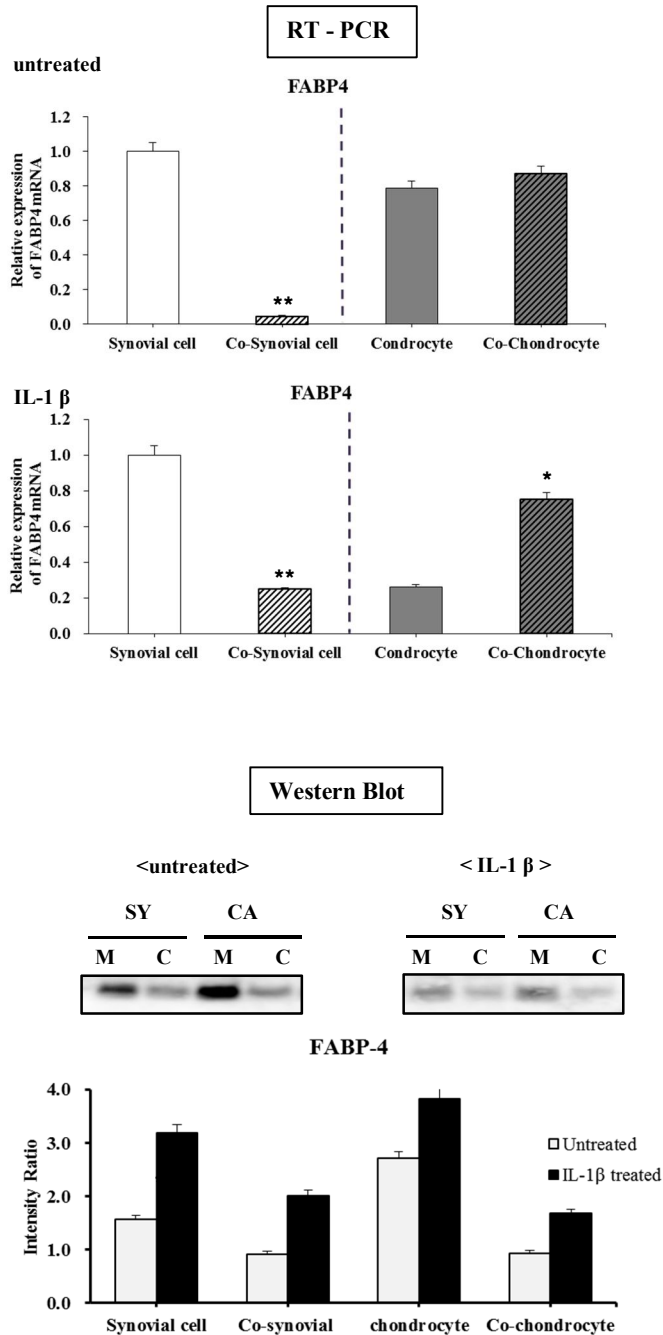 RT - PCR
untreated
FABP4
Relative expression
of FABP4 mRNA
1.2
1.0
0.8
0.6
0.4
0.2
0.0
**
Synovial cell Co-Synovial cell Condrocyte Co-Chondrocyte
IL-1 β
FABP4
Relative expression
of FABP4 mRNA
1.2
1.0
0.8
0.6
0.4
0.2
0.0
**
*
Synovial cell Co-Synovial cell Condrocyte Co-Chondrocyte
Western Blot
<untreated> < IL-1 β >
SY CA SY CA
M C M C M C M C
FABP-4
Intensity Ratio
4.0
3.0
2.0
1.0
0.0
Untreated
IL-1β treated
Synovial cell Co-synovial chondrocyte Co-chondrocyte